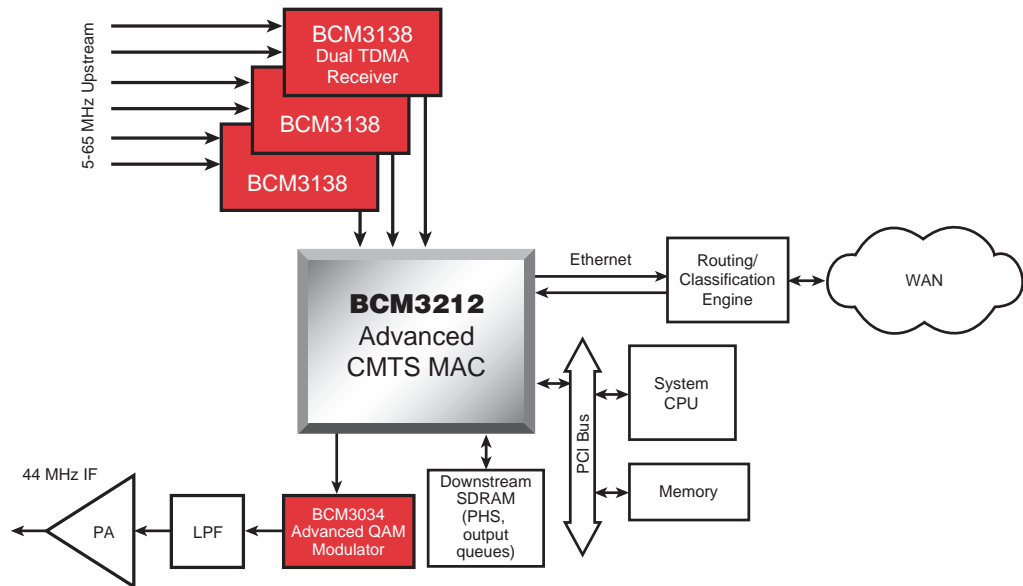 BCM3138
Dual TDMA
Receiver
5-65 MHz Upstream
BCM3138
BCM3138
BCM3212
Advanced
CMTS MAC
Ethernet
Routing/
Classification
Engine
WAN
PCI Bus
System
CPU
Memory
44 MHz IF
PA
LPF
BCM3034
Advanced QAM
Modulator
Downstream
SDRAM
(PHS,
output
queues)